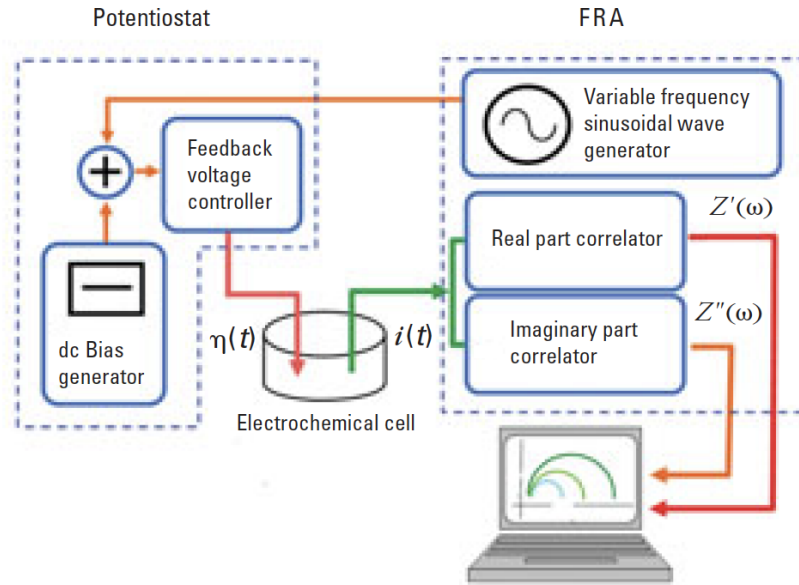 Potentiostat
FRA
Variable frequency
sinusoidal wave
generator
Feedback
voltage
controller
Z′(ω)
Real part correlator
Z″(ω)
η(t)
i(t)
Imaginary part
correlator
dc Bias
generator
Electrochemical cell